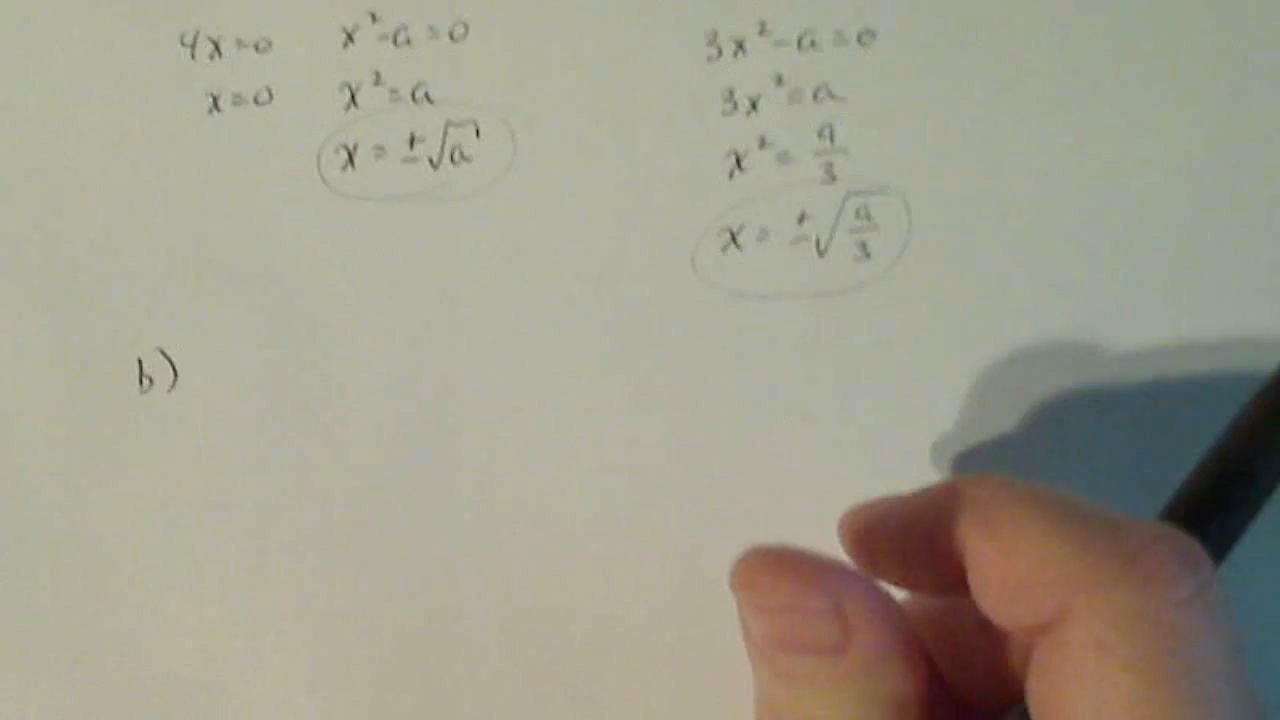 4x=0   x²-a=0   3x²-a=0
x=0   x²=a   3x²=a
x=±√a   x²=a/3
x=±√(a/3)
b)